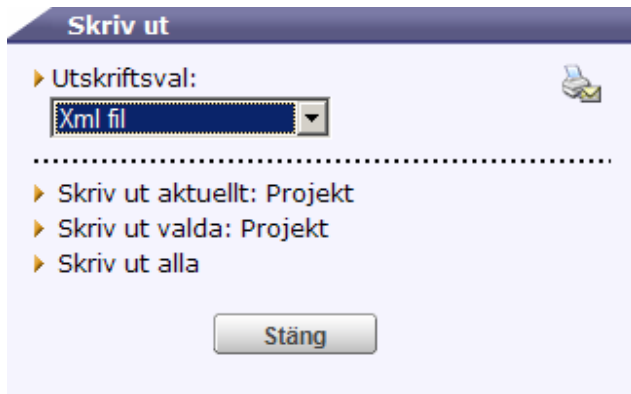 Skriv ut
Utskriftsval:
Xml fil
Skriv ut aktuellt: Projekt
Skriv ut valda: Projekt
Skriv ut alla
Stäng